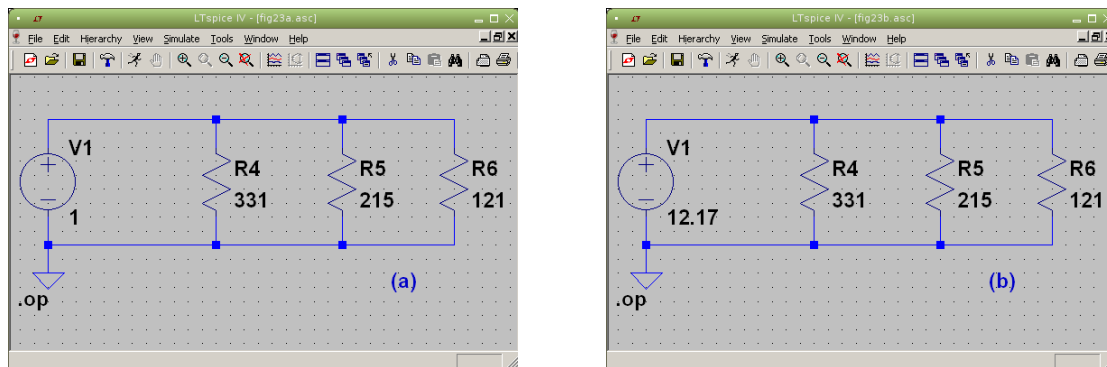 LTspice IV - [fig23a.asc]
File Edit Hierarchy View Simulate Tools Window Help
V1
1
R4
331
R5
215
R6
121
(a)
.op
LTspice IV - [fig23b.asc]
File Edit Hierarchy View Simulate Tools Window Help
V1
12.17
R4
331
R5
215
R6
121
(b)
.op